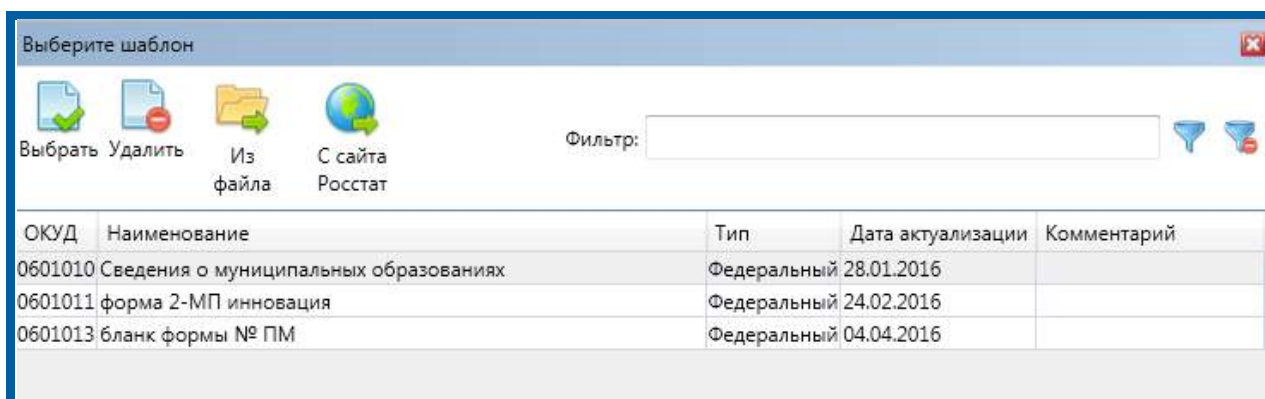 Выберите шаблон
Выбрать Удалить Из файла С сайта Росстат
Фильтр:
ОКУД Наименование Тип Дата актуализации Комментарий
0601010 Сведения о муниципальных образованиях Федеральный 28.01.2016
0601011 форма 2-МП инновация Федеральный 24.02.2016
0601013 бланк формы № ПМ Федеральный 04.04.2016